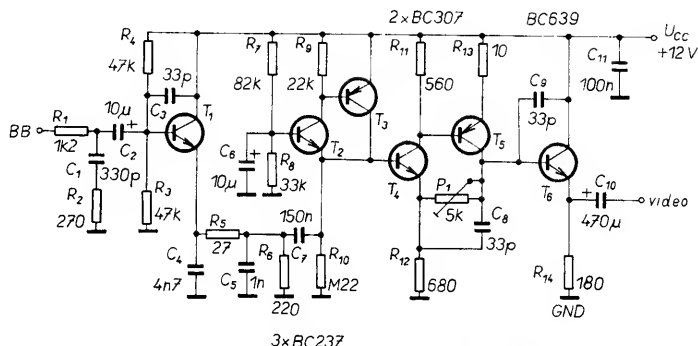 2×BC307
BC639
R4
47k
33p
C3
R7
82k
R9
22k
R11
560
R13
10
C11
100n
UCC
+12V
C9
33p
BB
R1
1k2
10µ
C2
T1
T2
T3
T4
T5
T6
C1
330p
R2
270
R3
47k
C6
10µ
R8
33k
P1
5k
C8
33p
C10
470µ
video
R5
27
150n
C7
R10
M22
R12
680
R14
180
GND
C4
4n7
C5
1n
R6
220
3×BC237